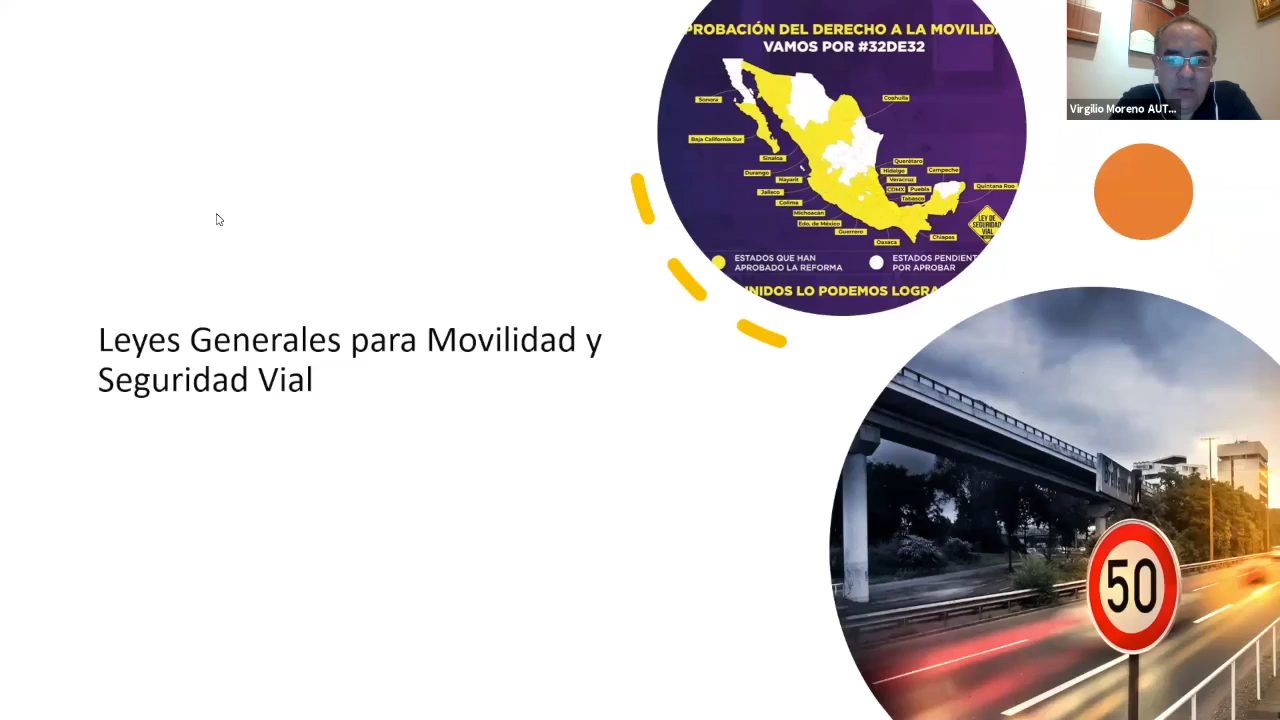 PROBACIÓN DEL DERECHO A LA MOVILIDA
VAMOS POR #32DE32
Sonora
Coahuila
Baja California Sur
Sinaloa
Durango
Nayarit
Jalisco
Colima
Michoacán
Edo. de México
Guerrero
Oaxaca
Querétaro
Hidalgo
Campeche
Veracruz
CDMX
Puebla
Tabasco
Quintana Roo
Chiapas
LEY DE
SEGURIDAD
VIAL
ESTADOS QUE HAN
APROBADO LA REFORMA
ESTADOS PENDIENT
POR APROBAR
UNIDOS LO PODEMOS LOGRA
Virgilio Moreno AUT...
Leyes Generales para Movilidad y
Seguridad Vial
50